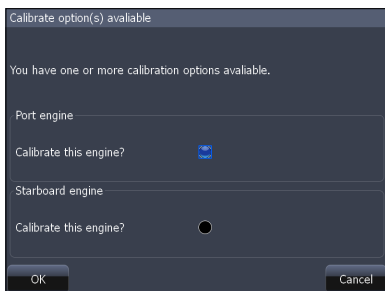 Calibrate option(s) avaliable
You have one or more calibration options avaliable.
Port engine
Calibrate this engine?
Starboard engine
Calibrate this engine?
OK
Cancel